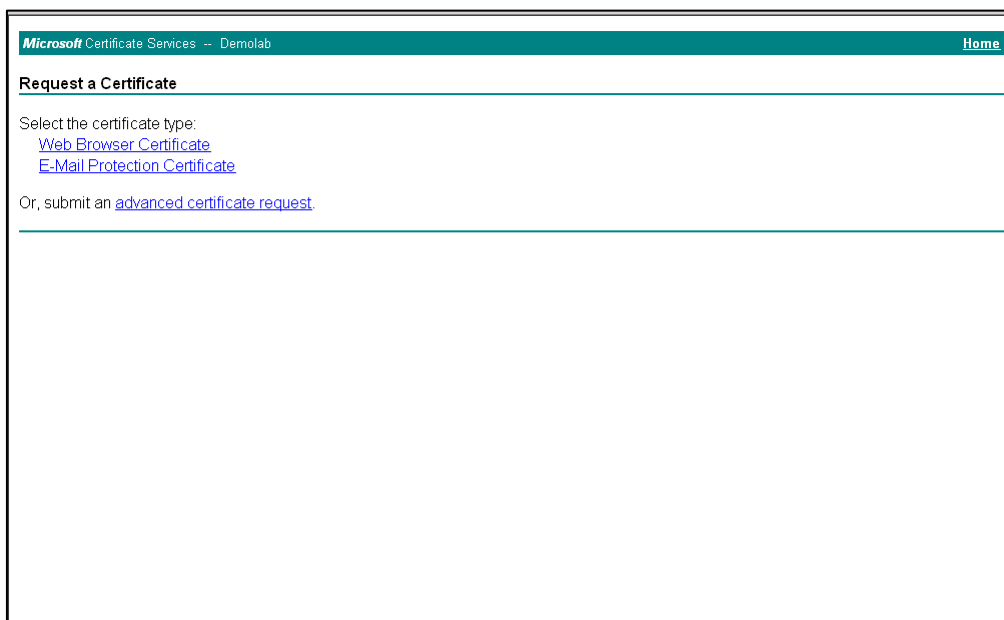 Microsoft Certificate Services -- Demolab Home
Request a Certificate
Select the certificate type:
Web Browser Certificate
E-Mail Protection Certificate
Or, submit an advanced certificate request.